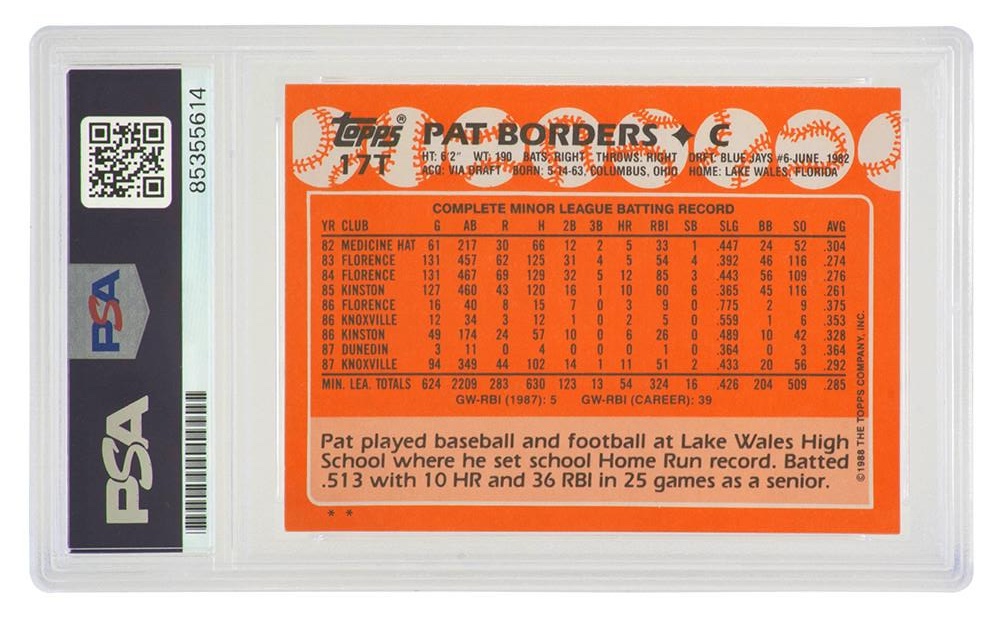 PSA
PSA
85355614
Topps®
17T
PAT BORDERS ✦ C
HT: 6'2" WT: 190 BATS: RIGHT THROWS: RIGHT DRFT: BLUE JAYS #6-JUNE, 1982
ACQ: VIA DRAFT BORN: 5-14-63, COLUMBUS, OHIO HOME: LAKE WALES, FLORIDA
COMPLETE MINOR LEAGUE BATTING RECORD
YR CLUB G AB R H 2B 3B HR RBI SB SLG BB SO AVG
82 MEDICINE HAT 61 217 30 66 12 2 5 33 1 .447 24 52 .304
83 FLORENCE 131 457 62 125 31 4 5 54 4 .392 46 116 .274
84 FLORENCE 131 467 69 129 32 5 12 85 3 .443 56 109 .276
85 KINSTON 127 460 43 120 16 1 10 60 6 .365 45 116 .261
86 FLORENCE 16 40 8 15 7 0 3 9 0 .775 2 9 .375
86 KNOXVILLE 12 34 3 12 1 0 2 5 0 .559 1 6 .353
86 KINSTON 49 174 24 57 10 0 6 26 0 .489 10 42 .328
87 DUNEDIN 3 11 0 4 0 0 0 1 0 .364 0 3 .364
87 KNOXVILLE 94 349 44 102 14 1 11 51 2 .433 20 56 .292
MIN. LEA. TOTALS 624 2209 283 630 123 13 54 324 16 .426 204 509 .285
GW-RBI (1987): 5 GW-RBI (CAREER): 39
Pat played baseball and football at Lake Wales High
School where he set school Home Run record. Batted
.513 with 10 HR and 36 RBI in 25 games as a senior.
* *
©1988 THE TOPPS COMPANY, INC.